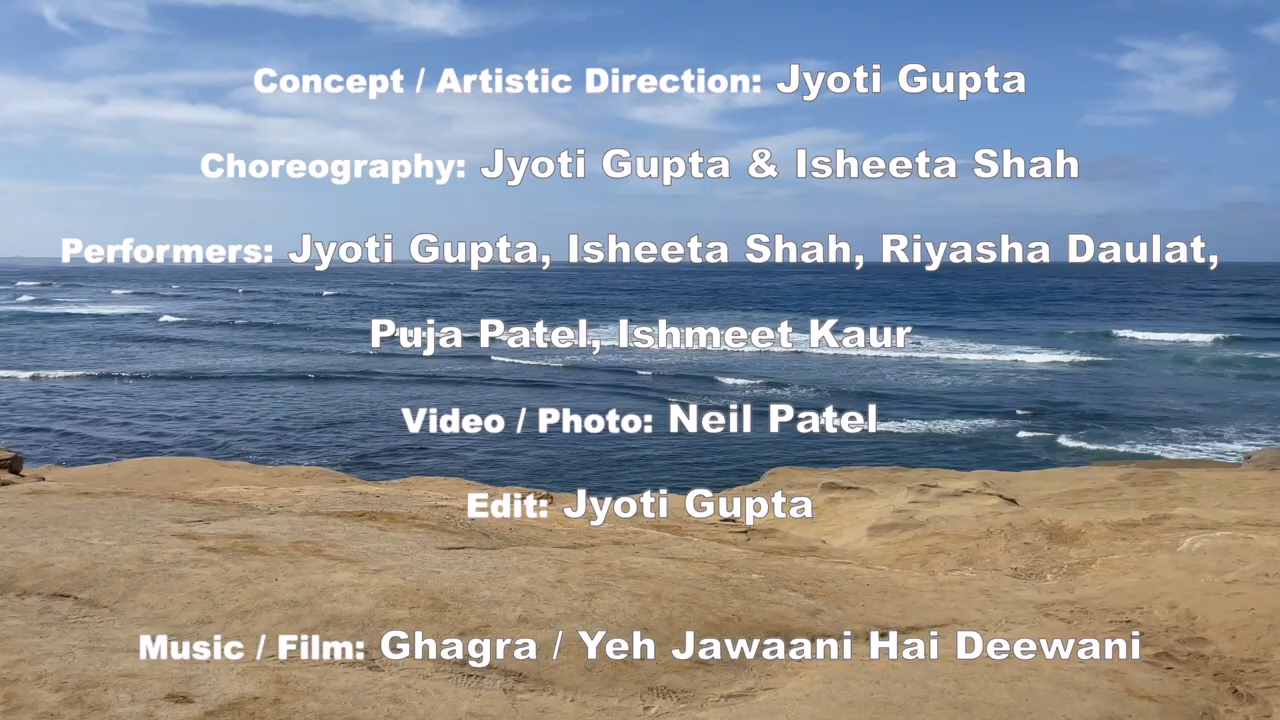 Concept / Artistic Direction: Jyoti Gupta
Choreography: Jyoti Gupta & Isheeta Shah
Performers: Jyoti Gupta, Isheeta Shah, Riyasha Daulat,
Puja Patel, Ishmeet Kaur
Video / Photo: Neil Patel
Edit: Jyoti Gupta
Music / Film: Ghagra / Yeh Jawaani Hai Deewani